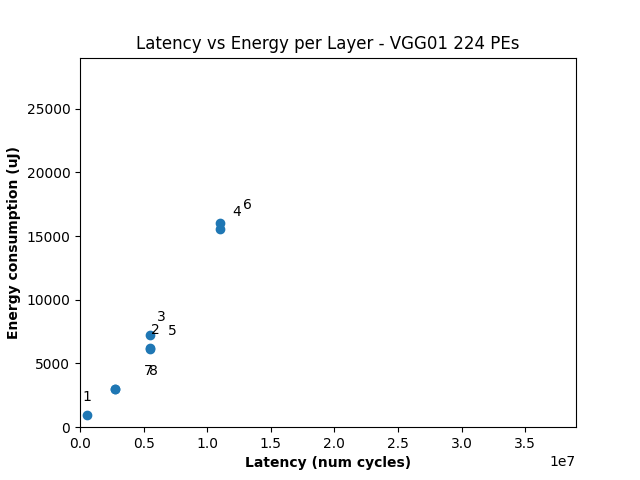 Latency vs Energy per Layer - VGG01 224 PEs
Energy consumption (uJ)
25000
20000
15000
10000
5000
0
6
4
3
2
5
7
8
1
0.0 0.5 1.0 1.5 2.0 2.5 3.0 3.5
1e7
Latency (num cycles)